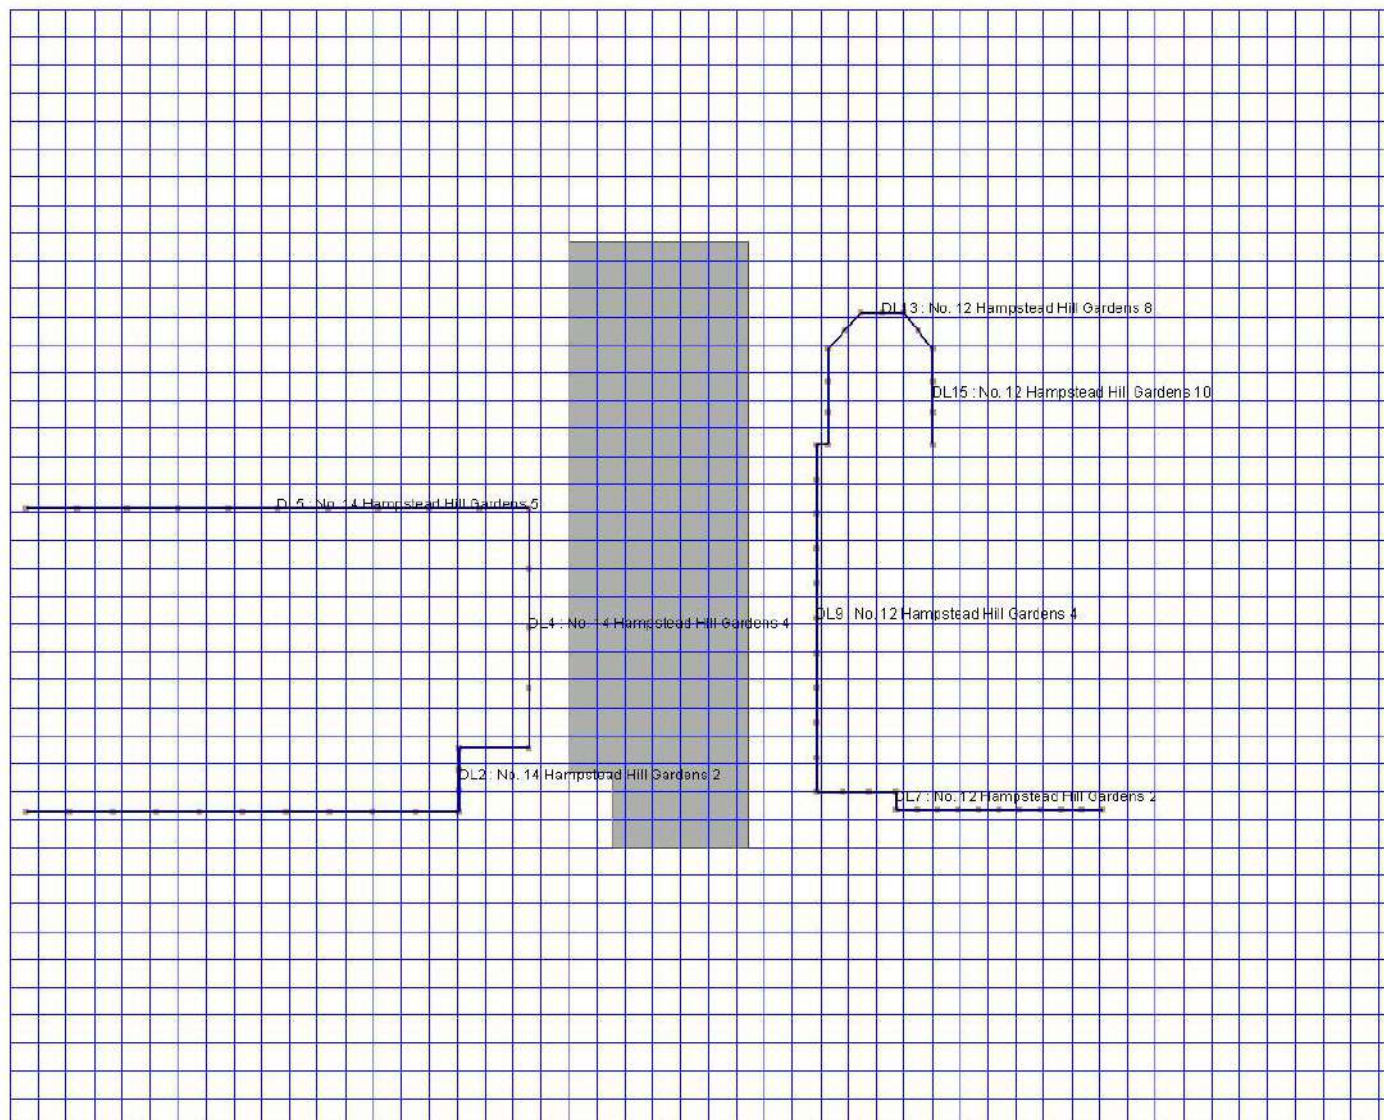 DL13 : No. 12 Hampstead Hill Gardens 8
DL15 : No. 12 Hampstead Hill Gardens 10
DL5 : No. 14 Hampstead Hill Gardens 5
DL9 : No. 12 Hampstead Hill Gardens 4
DL4 : No. 14 Hampstead Hill Gardens 4
DL2 : No. 14 Hampstead Hill Gardens 2
DL7 : No. 12 Hampstead Hill Gardens 2